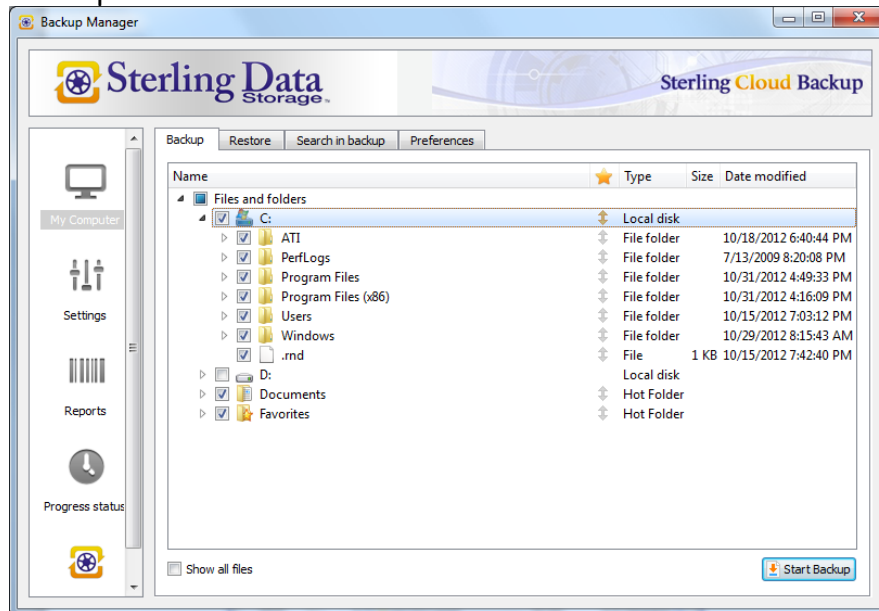 Backup Manager
Sterling Data
Storage™
Sterling Cloud Backup
My Computer
Settings
Reports
Progress status
Backup Restore Search in backup Preferences
Name Type Size Date modified
Files and folders
C: Local disk
ATI File folder 10/18/2012 6:40:44 PM
PerfLogs File folder 7/13/2009 8:20:08 PM
Program Files File folder 10/31/2012 4:49:33 PM
Program Files (x86) File folder 10/31/2012 4:16:09 PM
Users File folder 10/15/2012 7:03:12 PM
Windows File folder 10/29/2012 8:15:43 AM
.rnd File 1 KB 10/15/2012 7:42:40 PM
D: Local disk
Documents Hot Folder
Favorites Hot Folder
Show all files
Start Backup